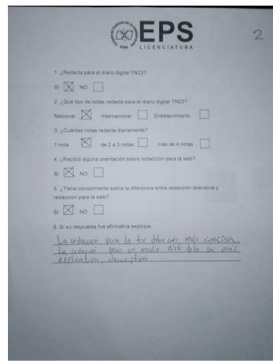 EPS
LICENCIATURA
2
1. ¿Redacta para el diario digital TN23?
SI NO
2. ¿Qué tipo de notas redacta para el diario digital TN23?
Nacional Internacional Entretenimiento
3. ¿Cuántas notas redacta diariamente?
1 nota de 2 a 3 notas más de 4 notas
4. ¿Recibió alguna orientación sobre redacción para la web?
SI NO
5. ¿Tiene conocimiento sobre la diferencia entre redacción televisiva y
redacción para la web?
SI NO
6. Si su respuesta fue afirmativa explique
La redacción para la tv debe ser más concisa
La para un medio debe ser más